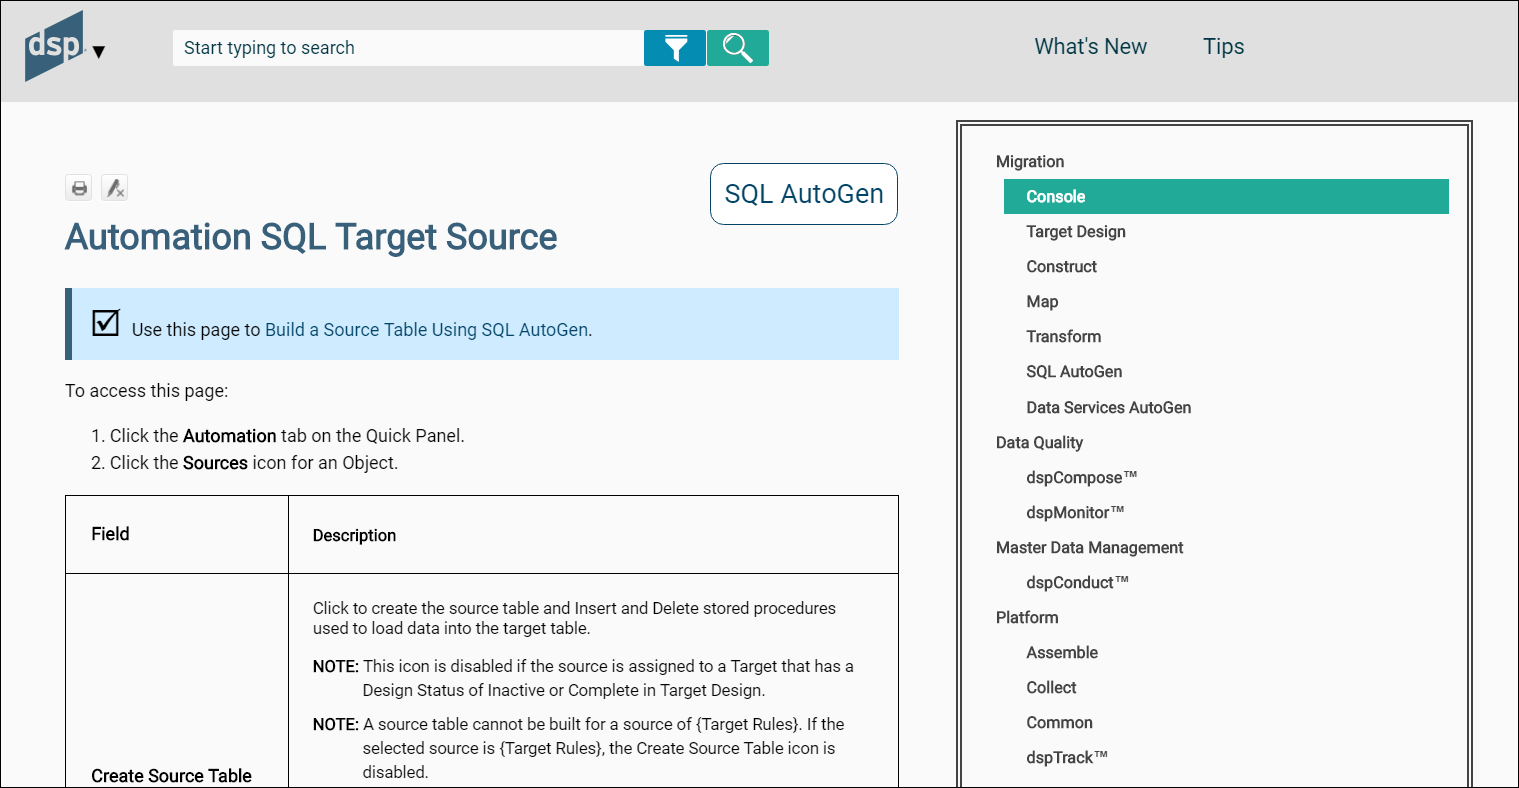 dsp
Start typing to search
What's New
Tips
SQL AutoGen
Automation SQL Target Source
Use this page to Build a Source Table Using SQL AutoGen.
To access this page:
1. Click the Automation tab on the Quick Panel.
2. Click the Sources icon for an Object.
Field
Description
Create Source Table
Click to create the source table and Insert and Delete stored procedures
used to load data into the target table.
NOTE: This icon is disabled if the source is assigned to a Target that has a
Design Status of Inactive or Complete in Target Design.
NOTE: A source table cannot be built for a source of {Target Rules}. If the
selected source is {Target Rules}, the Create Source Table icon is
disabled.
Migration
Console
Target Design
Construct
Map
Transform
SQL AutoGen
Data Services AutoGen
Data Quality
dspCompose™
dspMonitor™
Master Data Management
dspConduct™
Platform
Assemble
Collect
Common
dspTrack™